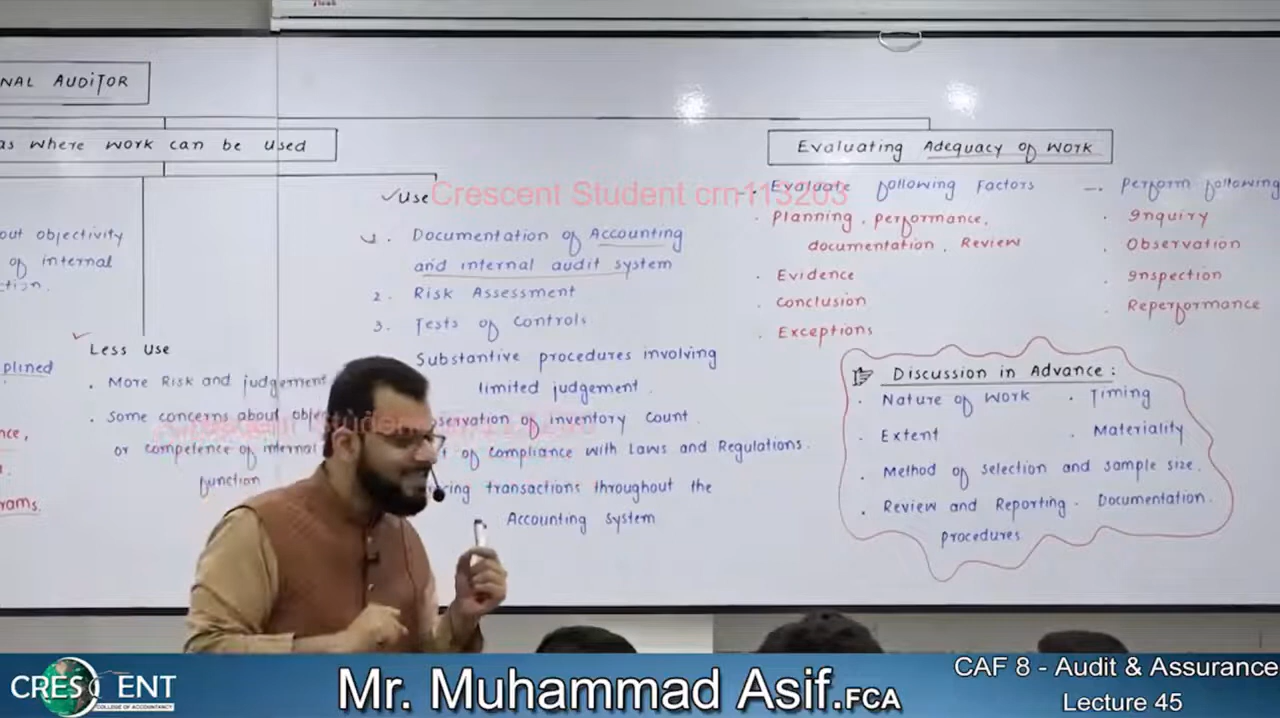 NAL AUDITOR
as where work can be used
Evaluating Adequacy of work
out objectivity
of internal
ction.
plined
nce,
rams.
✓ Less Use
• More Risk and judgement
• Some concerns about obje
or competence of internal
function
✓ Use
Documentation of Accounting
and internal audit system
2. Risk Assessment
3. Tests of controls
Substantive procedures involving
limited judgement.
servation of inventory count
of compliance with Laws and Regulations.
cing transactions throughout the
Accounting system
Evaluate following Factors
• Planning, performance,
documentation, Review
• Evidence
• Conclusion
• Exceptions
Perform following
• Inquiry
• Observation
• Inspection
• Reperformance
Discussion in Advance:
• Nature of work • Timing
• Extent • Materiality
Method of selection and sample size.
• Review and Reporting • Documentation.
procedures
Crescent Student crn-113203
CRESCENT
COLLEGE OF ACCOUNTANCY
Mr. Muhammad Asif.FCA
CAF 8 - Audit & Assurance
Lecture 45